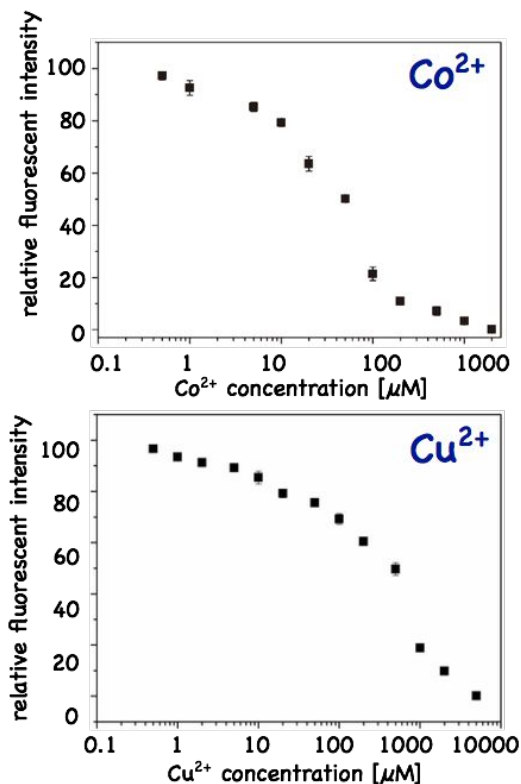 Co²⁺
relative fluorescent intensity
100
80
60
40
20
0
0.1 1 10 100 1000
Co²⁺ concentration [µM]
Cu²⁺
relative fluorescent intensity
100
80
60
40
20
0
0.1 1 10 100 1000 10000
Cu²⁺ concentration [µM]